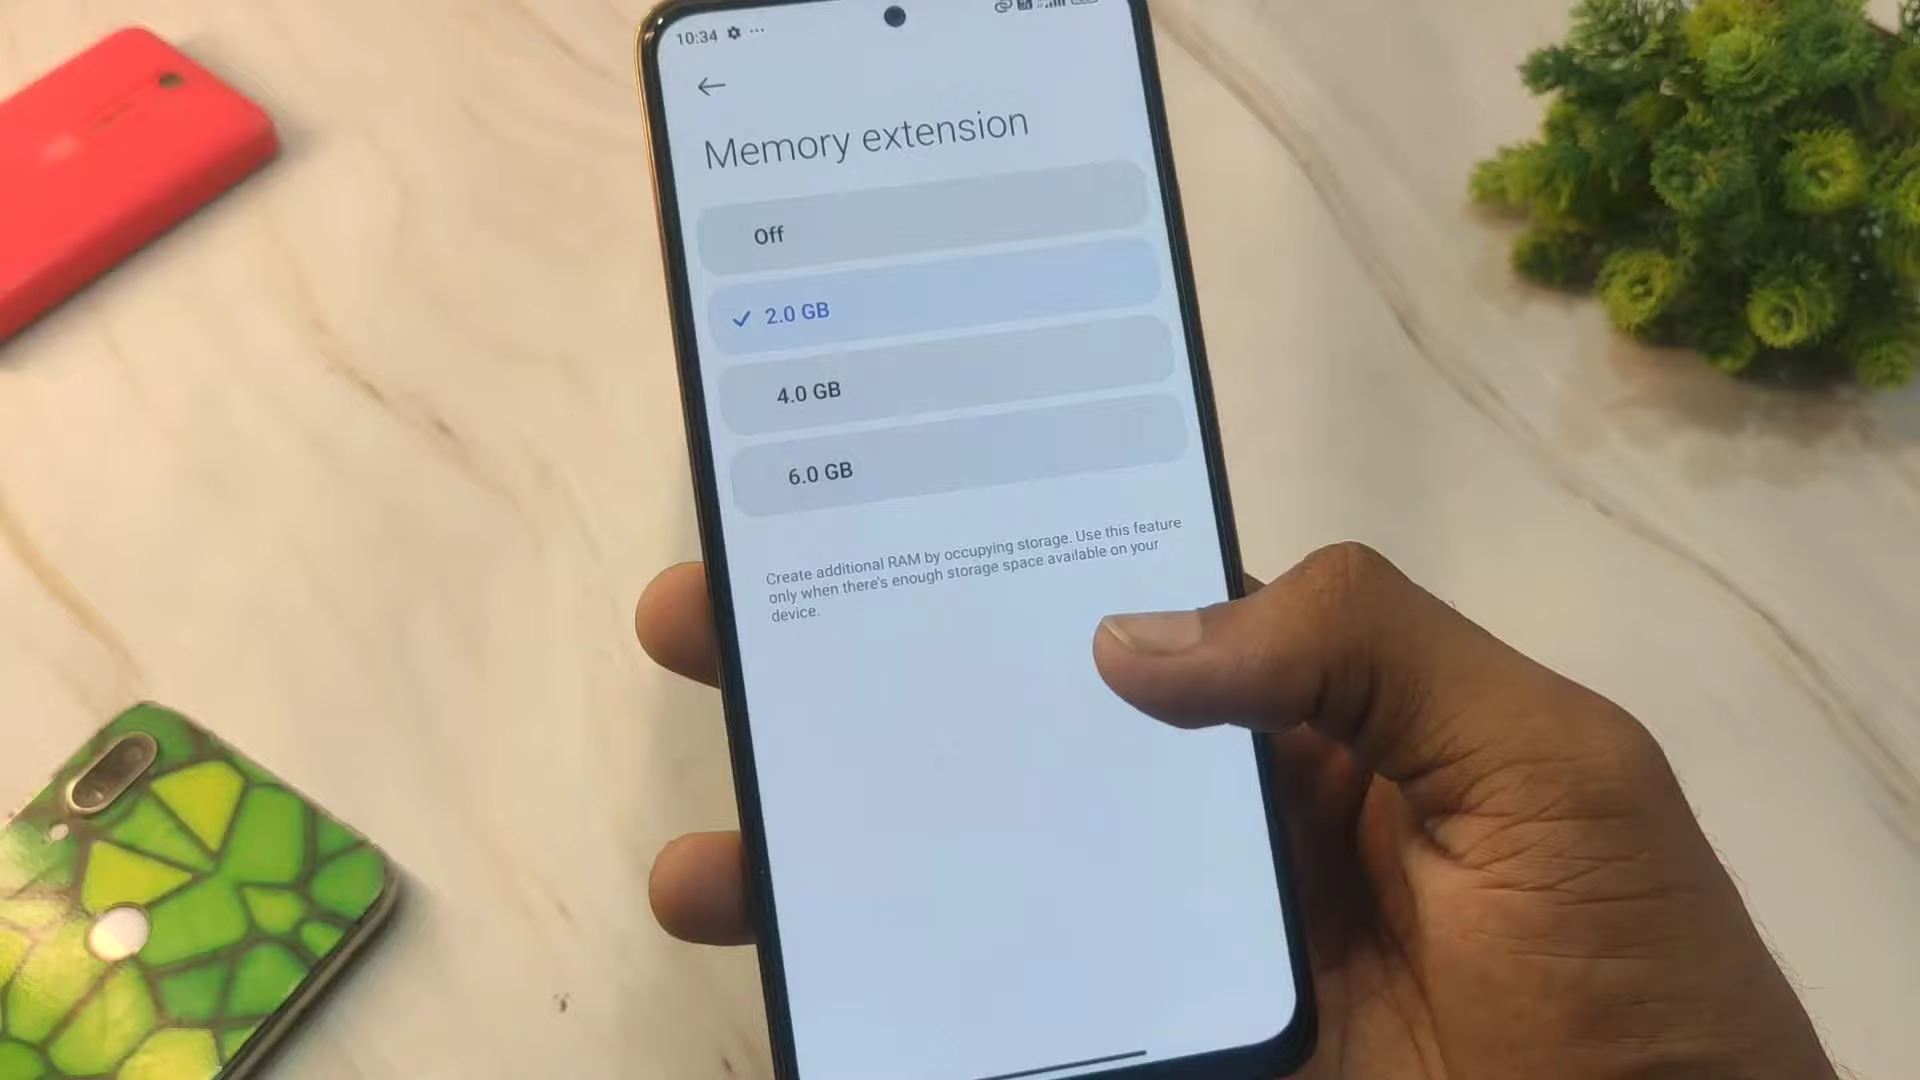 10:34
Memory extension
Off
2.0 GB
4.0 GB
6.0 GB
Create additional RAM by occupying storage. Use this feature
only when there's enough storage space available on your
device.